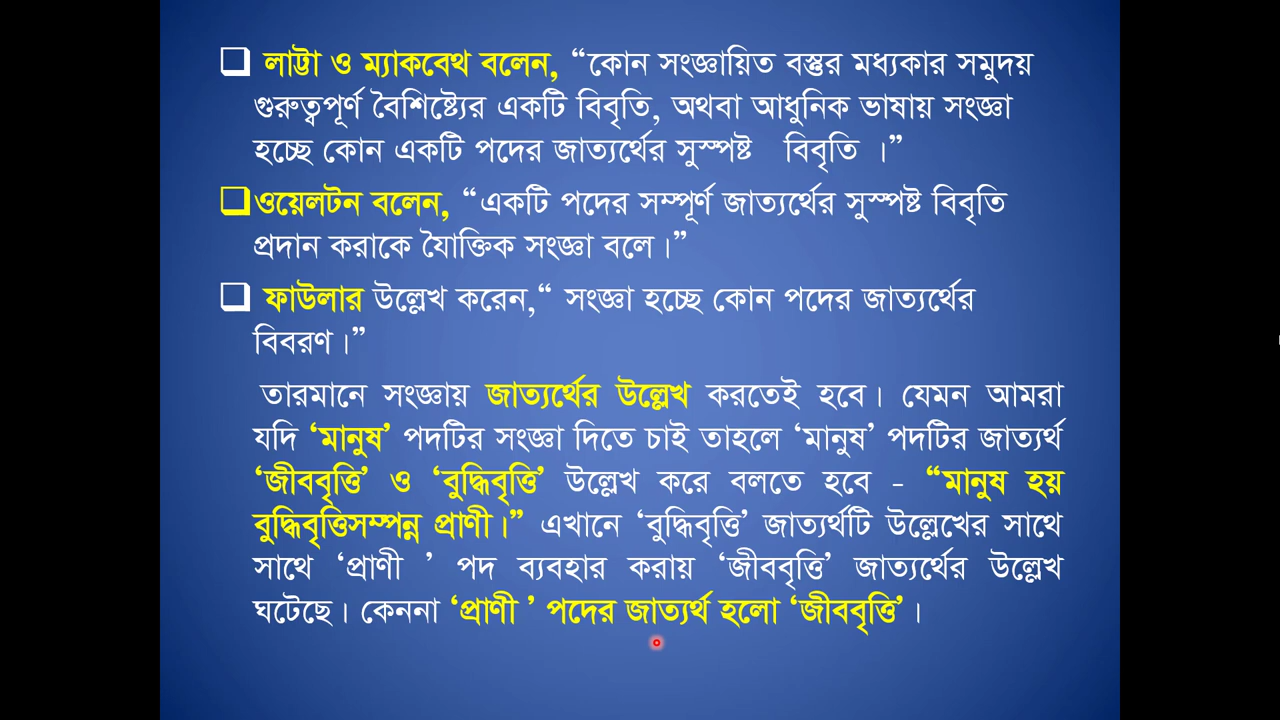 লাট্টা ও ম্যাকবেথ বলেন, “কোন সংজ্ঞায়িত বস্তুর মধ্যকার সমুদয়
গুরুত্বপূর্ণ বৈশিষ্ট্যের একটি বিবৃতি, অথবা আধুনিক ভাষায় সংজ্ঞা
হচ্ছে কোন একটি পদের জাত্যর্থের সুস্পষ্ট বিবৃতি ।”
ওয়েলটন বলেন, “একটি পদের সম্পূর্ণ জাত্যর্থের সুস্পষ্ট বিবৃতি
প্রদান করাকে যৈাক্তিক সংজ্ঞা বলে।”
ফাউলার উল্লেখ করেন,“ সংজ্ঞা হচ্ছে কোন পদের জাত্যর্থের
বিবরণ।”
তারমানে সংজ্ঞায় জাত্যর্থের উল্লেখ করতেই হবে। যেমন আমরা
যদি ‘মানুষ’ পদটির সংজ্ঞা দিতে চাই তাহলে ‘মানুষ’ পদটির জাত্যর্থ
‘জীববৃত্তি’ ও ‘বুদ্ধিবৃত্তি’ উল্লেখ করে বলতে হবে - “মানুষ হয়
বুদ্ধিবৃত্তিসম্পন্ন প্রাণী।” এখানে ‘বুদ্ধিবৃত্তি’ জাত্যর্থটি উল্লেখের সাথে
সাথে ‘প্রাণী ’ পদ ব্যবহার করায় ‘জীববৃত্তি’ জাত্যর্থের উল্লেখ
ঘটেছে। কেননা ‘প্রাণী ’ পদের জাত্যর্থ হলো ‘জীববৃত্তি’।